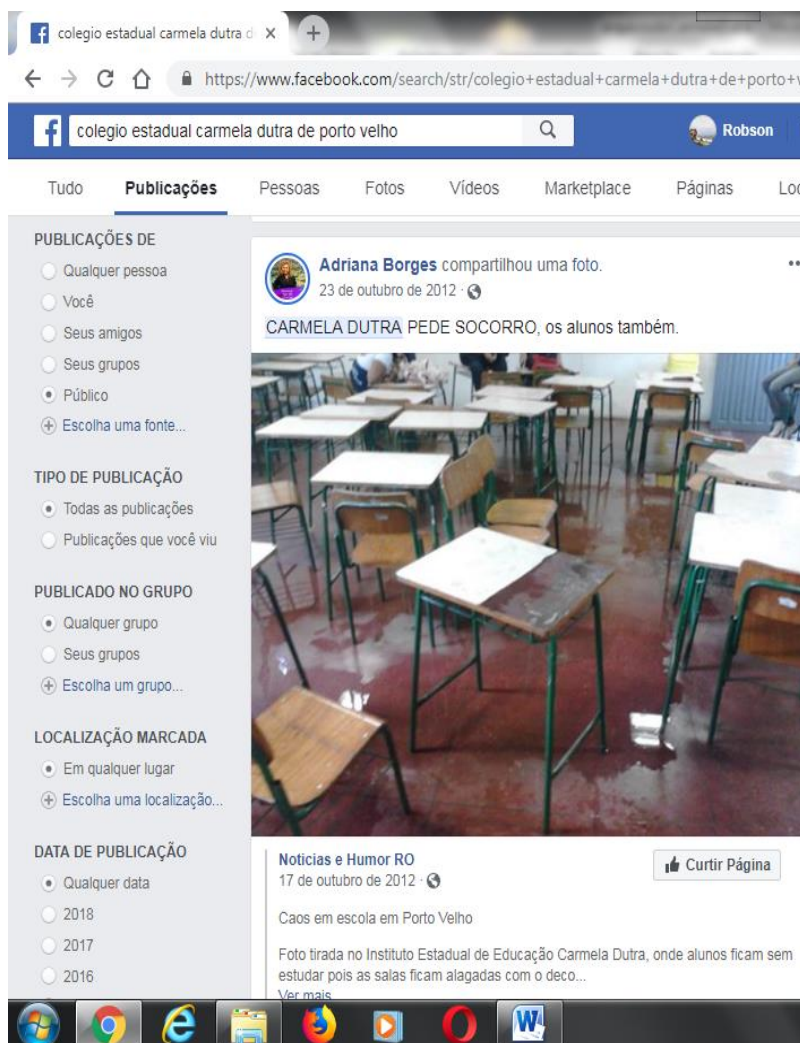 colegio estadual carmela dutra d
https://www.facebook.com/search/str/colegio+estadual+carmela+dutra+de+porto+v
colegio estadual carmela dutra de porto velho
Robson
Tudo Publicações Pessoas Fotos Vídeos Marketplace Páginas Loc
PUBLICAÇÕES DE
Qualquer pessoa
Você
Seus amigos
Seus grupos
Público
Escolha uma fonte...
TIPO DE PUBLICAÇÃO
Todas as publicações
Publicações que você viu
PUBLICADO NO GRUPO
Qualquer grupo
Seus grupos
Escolha um grupo...
LOCALIZAÇÃO MARCADA
Em qualquer lugar
Escolha uma localização...
DATA DE PUBLICAÇÃO
Qualquer data
2018
2017
2016
Adriana Borges compartilhou uma foto.
23 de outubro de 2012 ·
CARMELA DUTRA PEDE SOCORRO, os alunos também.
Noticias e Humor RO
17 de outubro de 2012 ·
Curtir Página
Caos em escola em Porto Velho
Foto tirada no Instituto Estadual de Educação Carmela Dutra, onde alunos ficam sem
estudar pois as salas ficam alagadas com o deco...
Ver mais